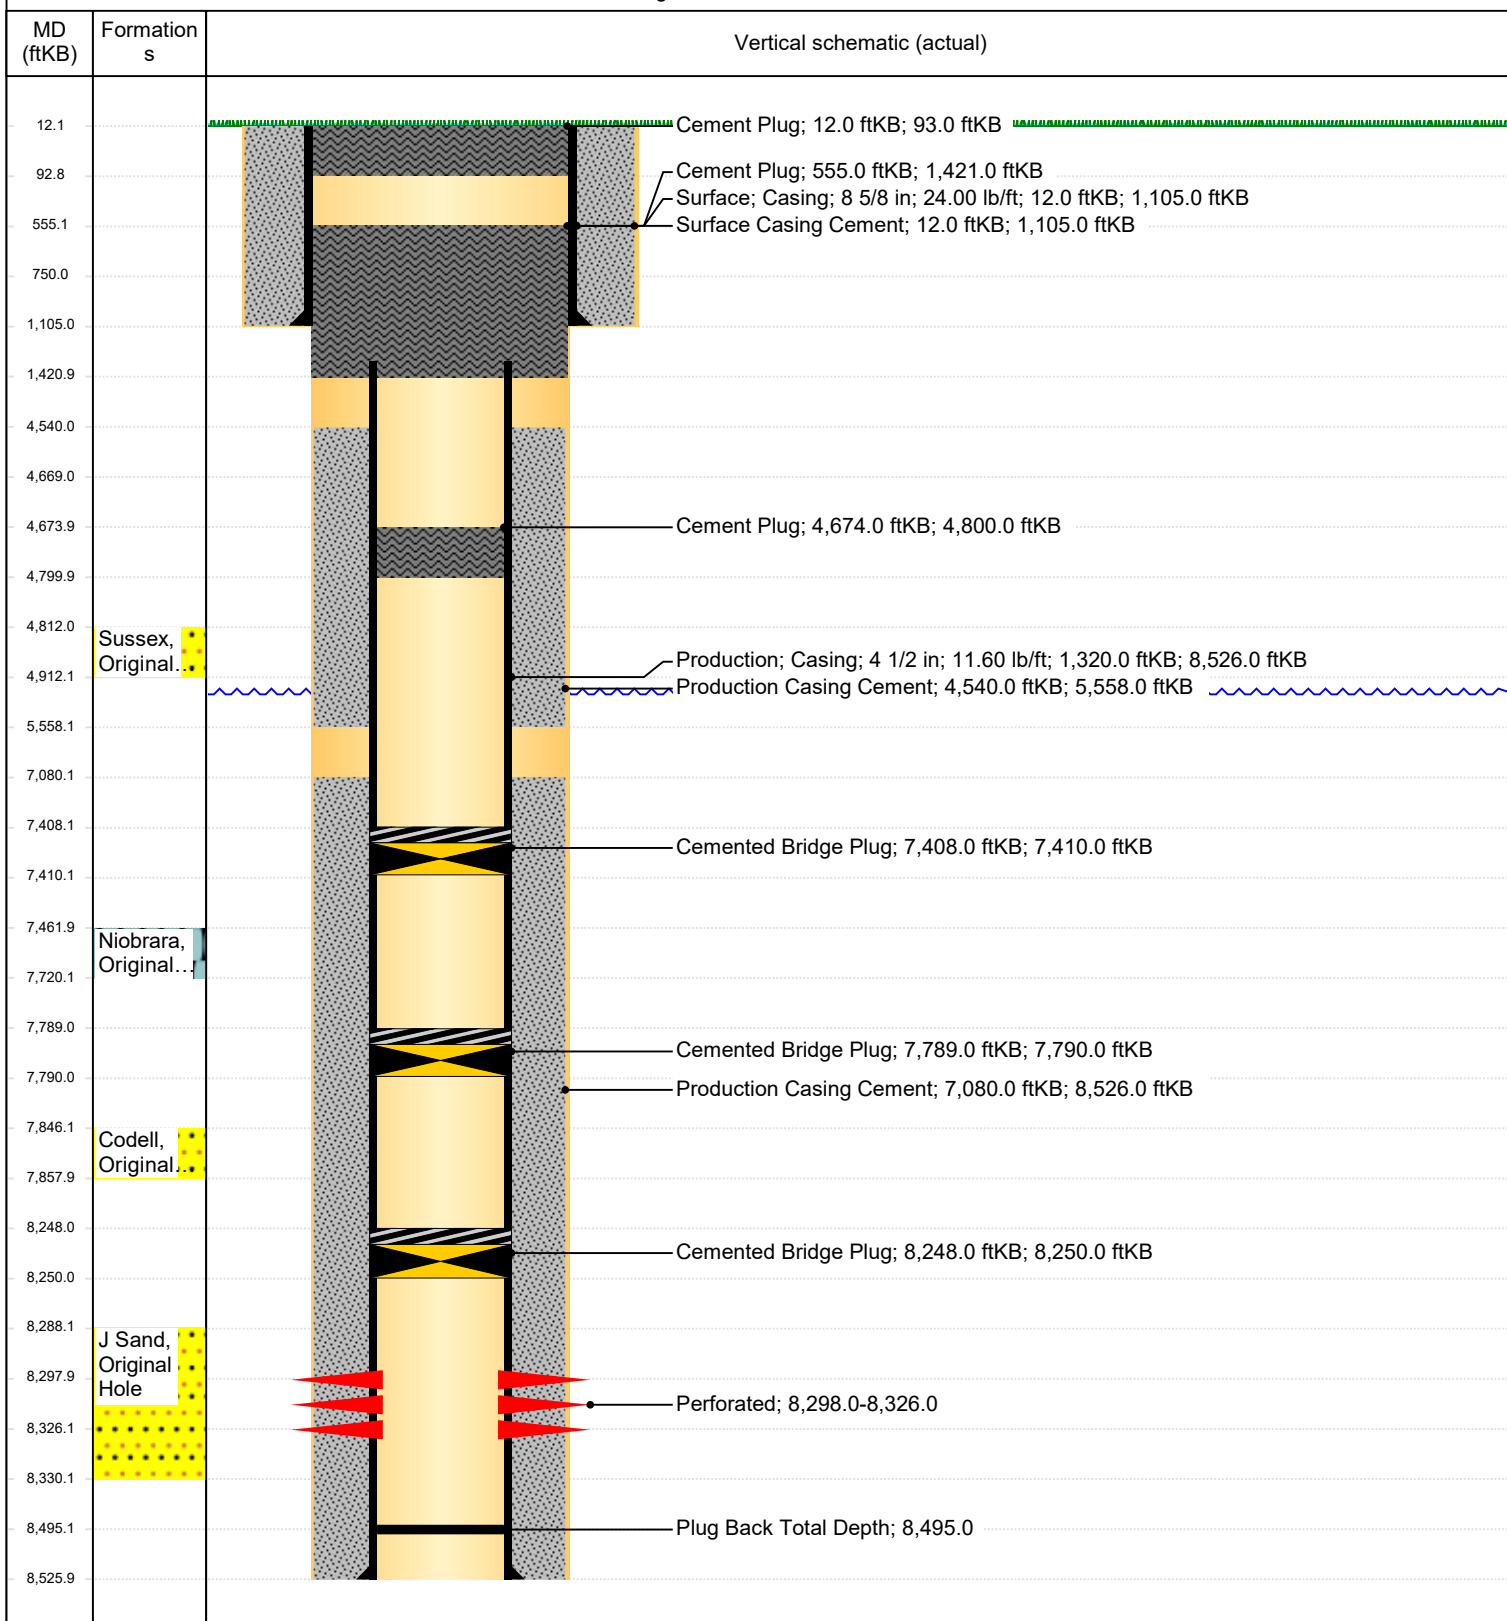 MD
(ftKB)
Formation
s
Vertical schematic (actual)
12.1
92.8
555.1
750.0
1,105.0
1,420.9
4,540.0
4,669.0
4,673.9
4,799.9
4,812.0
4,912.1
5,558.1
7,080.1
7,408.1
7,410.1
7,461.9
7,720.1
7,789.0
7,790.0
7,846.1
7,857.9
8,248.0
8,250.0
8,288.1
8,297.9
8,326.1
8,330.1
8,495.1
8,525.9
Sussex,
Original...
Niobrara,
Original...
Codell,
Original...
J Sand,
Original
Hole
Cement Plug; 12.0 ftKB; 93.0 ftKB
Cement Plug; 555.0 ftKB; 1,421.0 ftKB
Surface; Casing; 8 5/8 in; 24.00 lb/ft; 12.0 ftKB; 1,105.0 ftKB
Surface Casing Cement; 12.0 ftKB; 1,105.0 ftKB
Cement Plug; 4,674.0 ftKB; 4,800.0 ftKB
Production; Casing; 4 1/2 in; 11.60 lb/ft; 1,320.0 ftKB; 8,526.0 ftKB
Production Casing Cement; 4,540.0 ftKB; 5,558.0 ftKB
Cemented Bridge Plug; 7,408.0 ftKB; 7,410.0 ftKB
Cemented Bridge Plug; 7,789.0 ftKB; 7,790.0 ftKB
Production Casing Cement; 7,080.0 ftKB; 8,526.0 ftKB
Cemented Bridge Plug; 8,248.0 ftKB; 8,250.0 ftKB
Perforated; 8,298.0-8,326.0
Plug Back Total Depth; 8,495.0